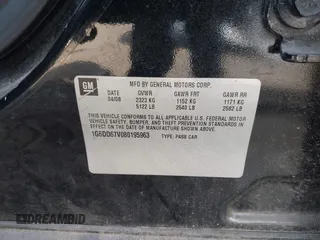 GM
MFD BY GENERAL MOTORS CORP.
DATE GVWR GAWR FRT GAWR RR
04/08 2323 KG 1152 KG 1171 KG
5122 LB 2540 LB 2582 LB
THIS VEHICLE CONFORMS TO ALL APPLICABLE U.S. FEDERAL MOTOR VEHICLE
SAFETY, BUMPER, AND THEFT PREVENTION STANDARDS IN EFFECT
ON THE DATE OF MANUFACTURE SHOWN ABOVE.
1G6DD67V080195963 TYPE: PASS CAR
DREAMBID